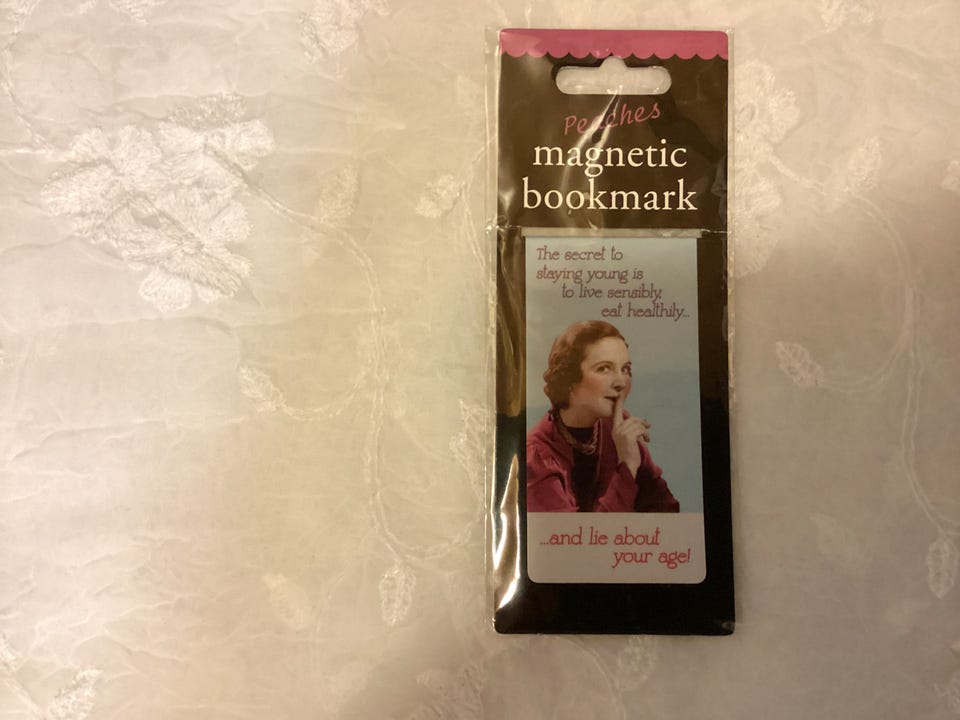 Peaches
magnetic
bookmark
The secret to
staying young is
to live sensibly,
eat healthily...
...and lie about
your age!